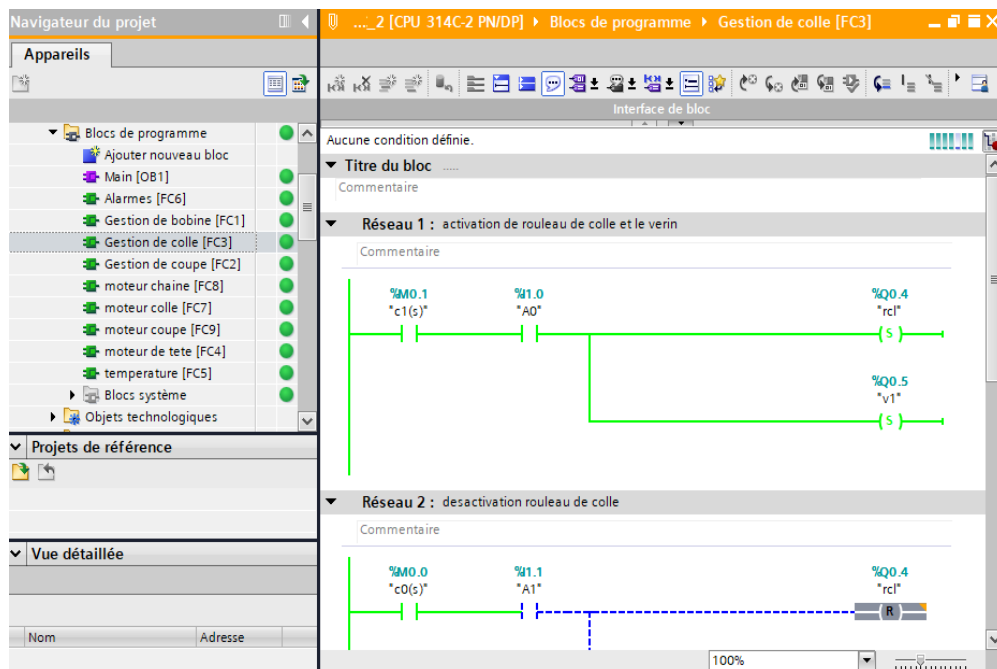 Navigateur du projet
..._2 [CPU 314C-2 PN/DP] Blocs de programme Gestion de colle [FC3]
Appareils
Interface de bloc
Blocs de programme
Ajouter nouveau bloc
Main [OB1]
Alarmes [FC6]
Gestion de bobine [FC1]
Gestion de colle [FC3]
Gestion de coupe [FC2]
moteur chaine [FC8]
moteur colle [FC7]
moteur coupe [FC9]
moteur de tete [FC4]
temperature [FC5]
Blocs système
Objets technologiques
Projets de référence
Vue détaillée
Nom Adresse
Aucune condition définie.
Titre du bloc .....
Commentaire
Réseau 1 : activation de rouleau de colle et le verin
Commentaire
%M0.1 %I1.0 %Q0.4
"c1(s)" "A0" "rcl"
S
%Q0.5
"v1"
S
Réseau 2 : desactivation rouleau de colle
Commentaire
%M0.0 %I1.1 %Q0.4
"c0(s)" "A1" "rcl"
R
100%